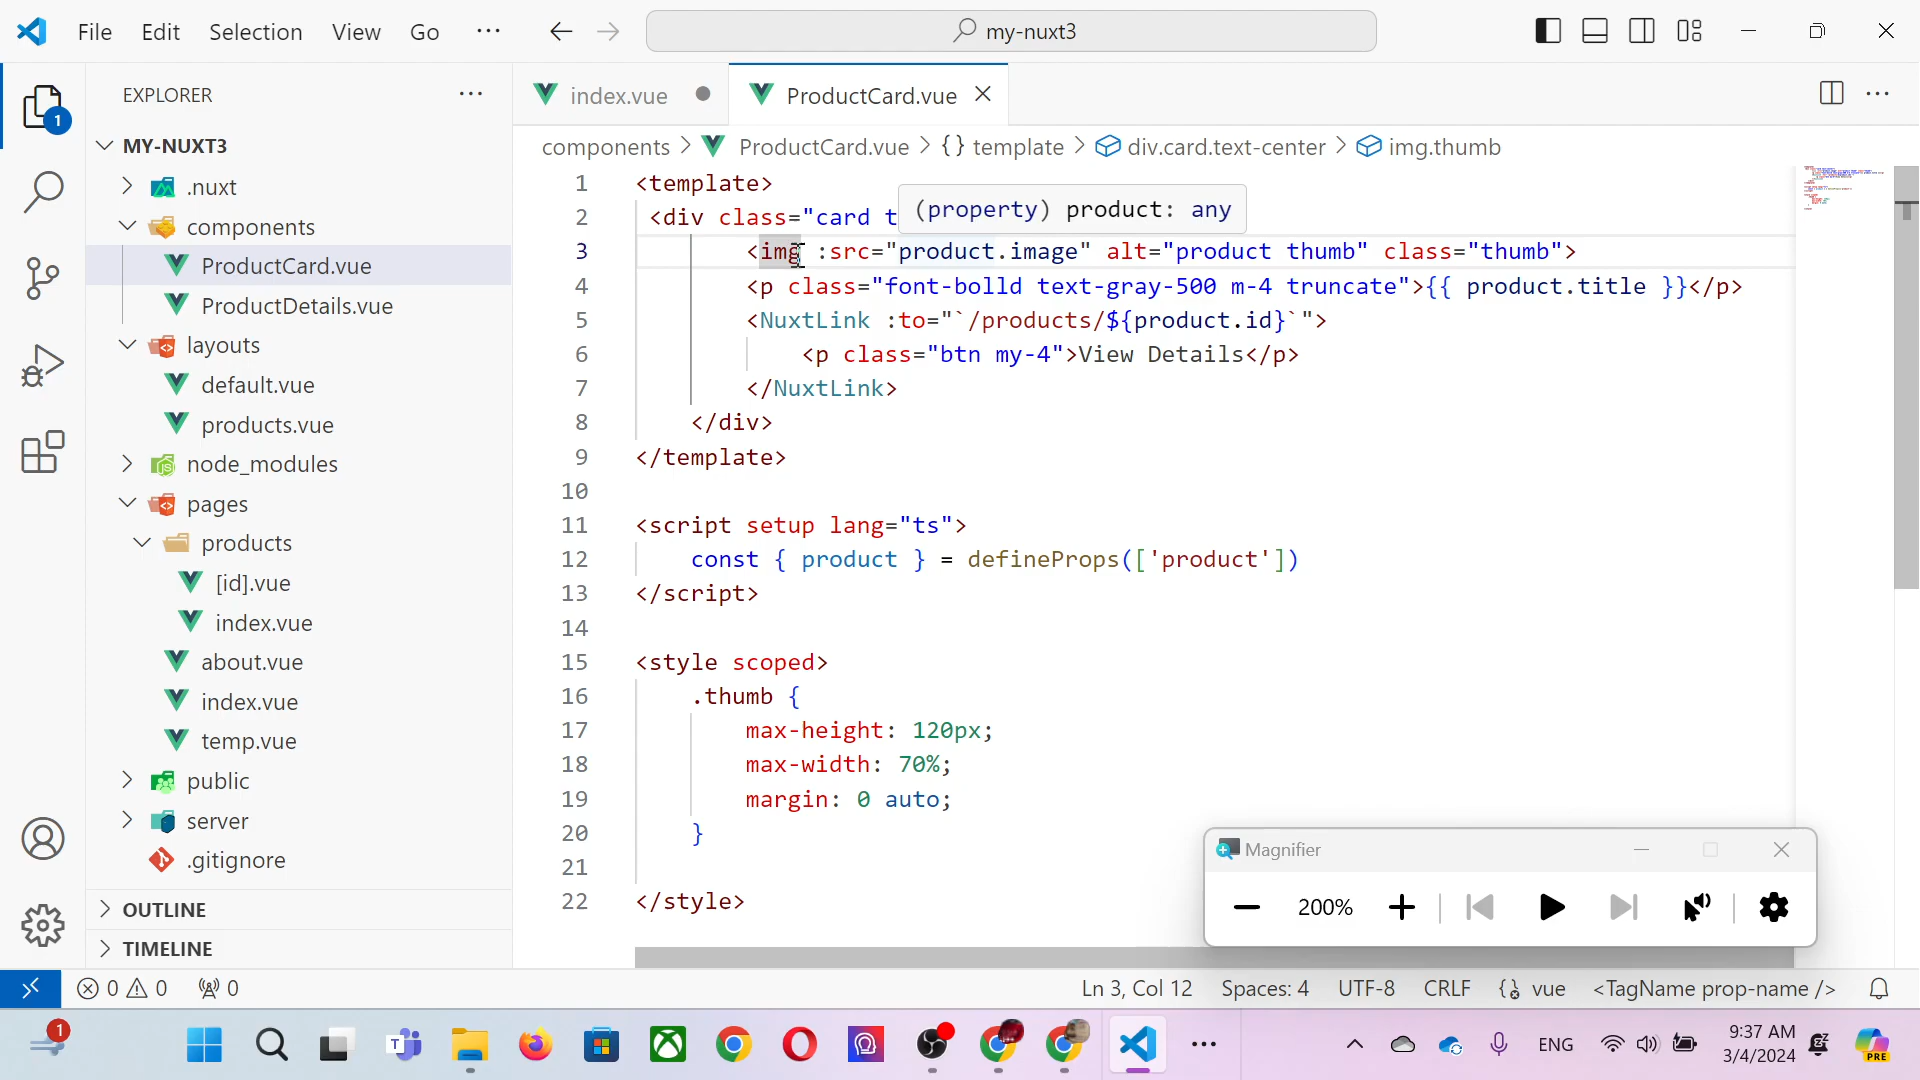 File Edit Selection View Go ··· my-nuxt3
EXPLORER ···
1
MY-NUXT3
.nuxt
components
ProductCard.vue
ProductDetails.vue
layouts
default.vue
products.vue
node_modules
pages
products
[id].vue
index.vue
about.vue
index.vue
temp.vue
public
server
.gitignore
OUTLINE
TIMELINE
index.vue ProductCard.vue
components > ProductCard.vue > {} template > div.card.text-center > img.thumb
(property) product: any
1 <template>
2 <div class="card t
3 <img :src="product.image" alt="product thumb" class="thumb">
4 <p class="font-bolld text-gray-500 m-4 truncate">{{ product.title }}</p>
5 <NuxtLink :to="`/products/${product.id}`">
6 <p class="btn my-4">View Details</p>
7 </NuxtLink>
8 </div>
9 </template>
10
11 <script setup lang="ts">
12 const { product } = defineProps(['product'])
13 </script>
14
15 <style scoped>
16 .thumb {
17 max-height: 120px;
18 max-width: 70%;
19 margin: 0 auto;
20 }
21
22 </style>
Magnifier
200%
0 0 0 Ln 3, Col 12 Spaces: 4 UTF-8 CRLF {} vue <TagName prop-name />
1 ··· ENG 9:37 AM
3/4/2024
PRE